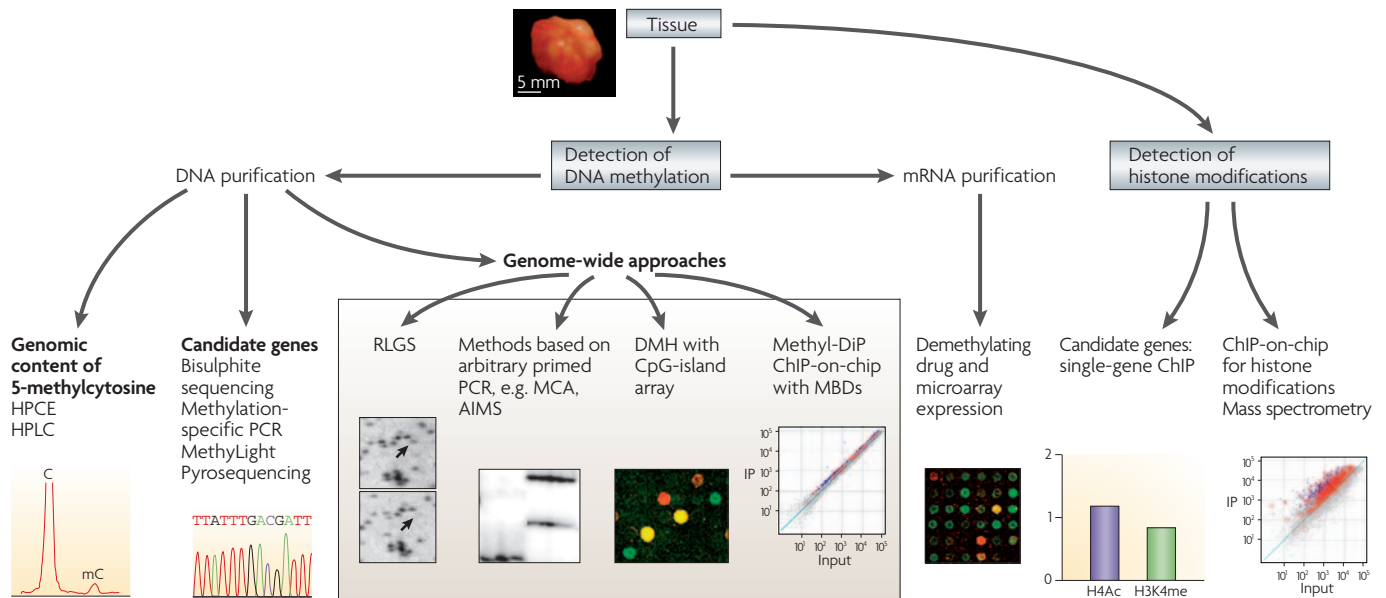 Tissue
5 mm
Detection of
DNA methylation
Detection of
histone modifications
DNA purification
mRNA purification
Genome-wide approaches
Genomic
content of
5-methylcytosine
HPCE
HPLC
C
mC
Candidate genes
Bisulphite
sequencing
Methylation-
specific PCR
MethyLight
Pyrosequencing
TTATTTGACGATT
RLGS
Methods based on
arbitrary primed
PCR, e.g. MCA,
AIMS
DMH with
CpG-island
array
Methyl-DiP
ChIP-on-chip
with MBDs
10⁵
10⁴
IP 10³
10²
10¹
10¹ 10² 10³ 10⁴ 10⁵
Input
Demethylating
drug and
microarray
expression
Candidate genes:
single-gene ChIP
2
1
0
H4Ac H3K4me
ChIP-on-chip
for histone
modifications
Mass spectrometry
10⁵
10⁴
IP 10³
10²
10¹
10¹ 10² 10³ 10⁴ 10⁵
Input